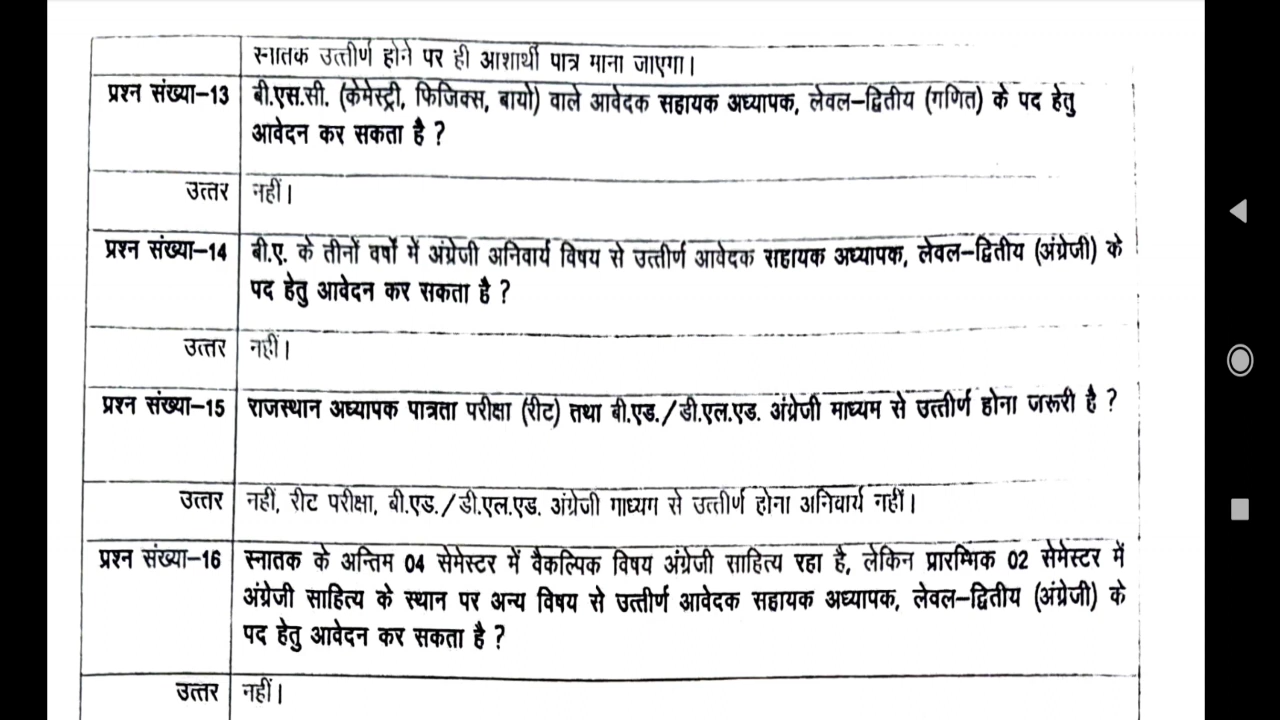 स्नातक उत्तीर्ण होने पर ही आशार्थी पात्र माना जाएगा।
प्रश्न संख्या–13 बी.एस.सी. (केमेस्ट्री, फिजिक्स, बायो) वाले आवेदक सहायक अध्यापक, लेवल–द्वितीय (गणित) के पद हेतु
आवेदन कर सकता है ?
उत्तर नहीं।
प्रश्न संख्या–14 बी.ए. के तीनों वर्षो में अंग्रेजी अनिवार्य विषय से उत्तीर्ण आवेदक सहायक अध्यापक, लेवल–द्वितीय (अंग्रेजी) के
पद हेतु आवेदन कर सकता है ?
उत्तर नहीं।
प्रश्न संख्या–15 राजस्थान अध्यापक पात्रता परीक्षा (रीट) तथा बी.एड./डी.एल.एड. अंग्रेजी माध्यम से उत्तीर्ण होना जरूरी है ?
उत्तर नहीं, रीट परीक्षा, बी.एड./डी.एल.एड. अंग्रेजी माध्यम से उत्तीर्ण होना अनिवार्य नहीं।
प्रश्न संख्या–16 स्नातक के अन्तिम 04 सेमेस्टर में वैकल्पिक विषय अंग्रेजी साहित्य रहा है, लेकिन प्रारम्भिक 02 सेमेस्टर में
अंग्रेजी साहित्य के स्थान पर अन्य विषय से उत्तीर्ण आवेदक सहायक अध्यापक, लेवल–द्वितीय (अंग्रेजी) के
पद हेतु आवेदन कर सकता है ?
उत्तर नहीं।